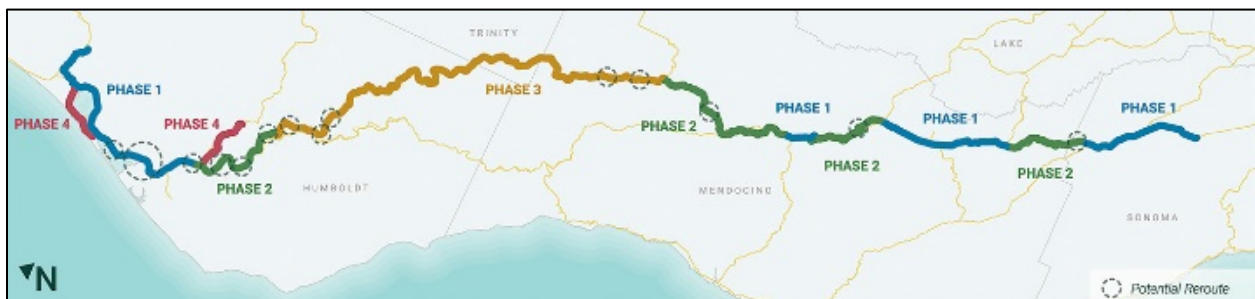 TRINITY
LAKE
PHASE 1
PHASE 4
PHASE 4
PHASE 3
PHASE 1
PHASE 1
PHASE 1
PHASE 2
PHASE 2
PHASE 2
PHASE 2
HUMBOLDT
MENDOCINO
SONOMA
N
Potential Reroute